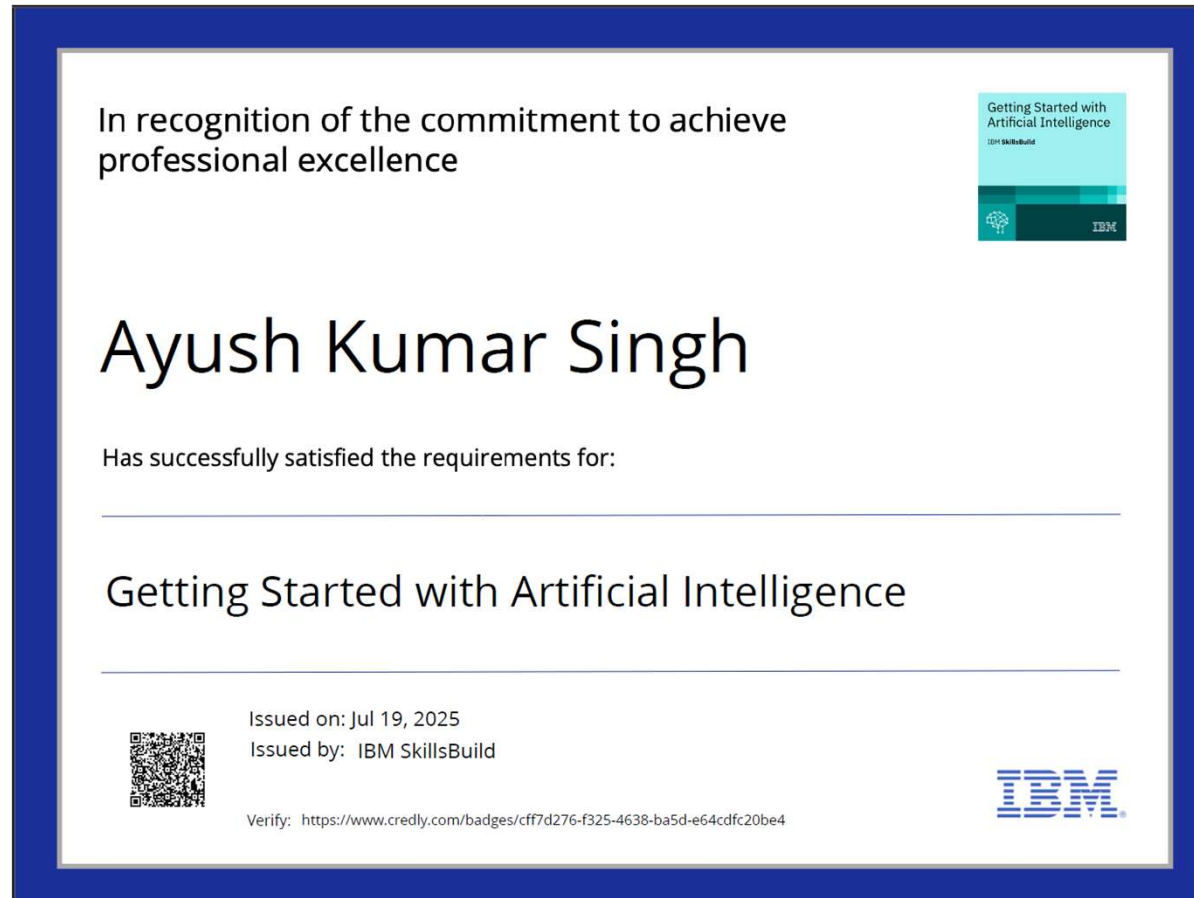 In recognition of the commitment to achieve
professional excellence
Getting Started with
Artificial Intelligence
IBM SkillsBuild
IBM
Ayush Kumar Singh
Has successfully satisfied the requirements for:
Getting Started with Artificial Intelligence
Issued on: Jul 19, 2025
Issued by: IBM SkillsBuild
Verify: https://www.credly.com/badges/cff7d276-f325-4638-ba5d-e64cdfc20be4
IBM®